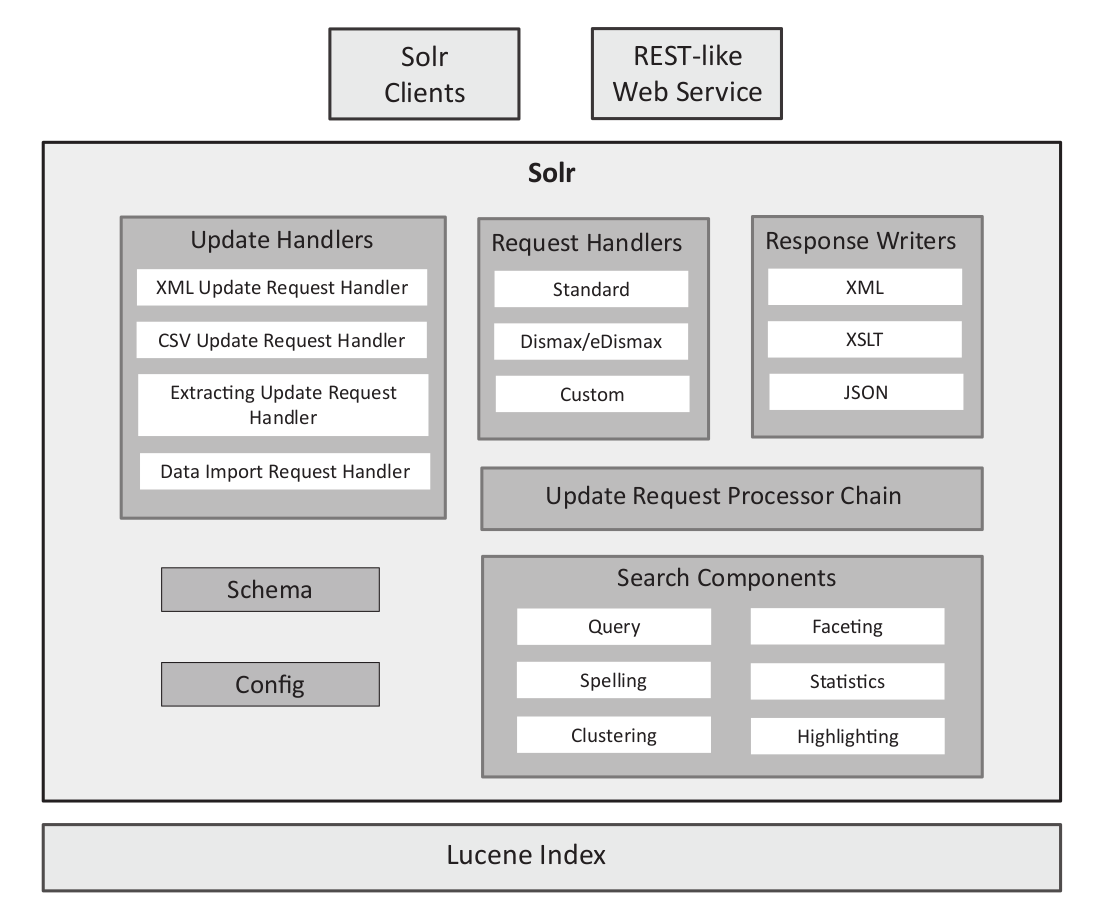 Solr
Clients
REST-like
Web Service
Solr
Update Handlers
XML Update Request Handler
CSV Update Request Handler
Extracting Update Request
Handler
Data Import Request Handler
Request Handlers
Standard
Dismax/eDismax
Custom
Response Writers
XML
XSLT
JSON
Update Request Processor Chain
Schema
Config
Search Components
Query
Faceting
Spelling
Statistics
Clustering
Highlighting
Lucene Index